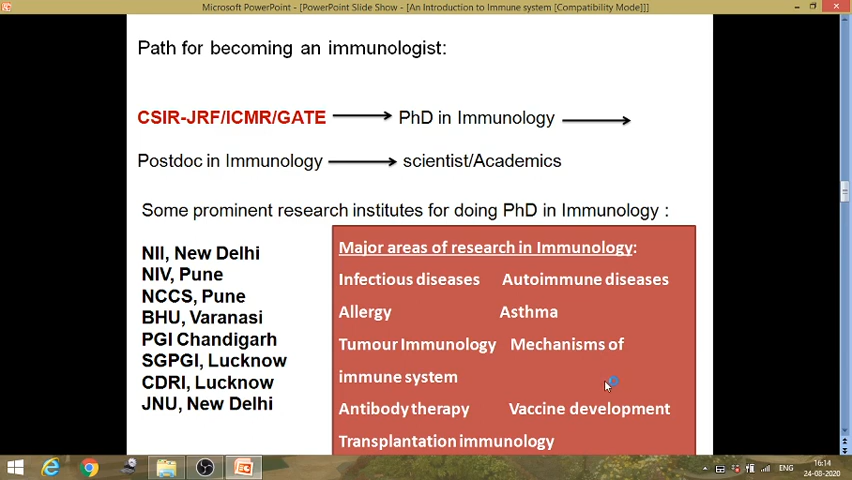 Microsoft PowerPoint - [PowerPoint Slide Show - [An Introduction to Immune system [Compatibility Mode]]]
Path for becoming an immunologist:
CSIR-JRF/ICMR/GATE PhD in Immunology
Postdoc in Immunology scientist/Academics
Some prominent research institutes for doing PhD in Immunology :
NII, New Delhi
NIV, Pune
NCCS, Pune
BHU, Varanasi
PGI Chandigarh
SGPGI, Lucknow
CDRI, Lucknow
JNU, New Delhi
Major areas of research in Immunology:
Infectious diseases Autoimmune diseases
Allergy Asthma
Tumour Immunology Mechanisms of
immune system
Antibody therapy Vaccine development
Transplantation immunology
ENG
16:14
24-08-2020